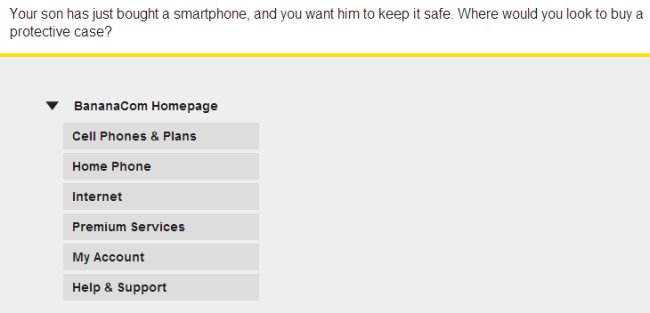 Your son has just bought a smartphone, and you want him to keep it safe. Where would you look to buy a
protective case?
BananaCom Homepage
Cell Phones & Plans
Home Phone
Internet
Premium Services
My Account
Help & Support